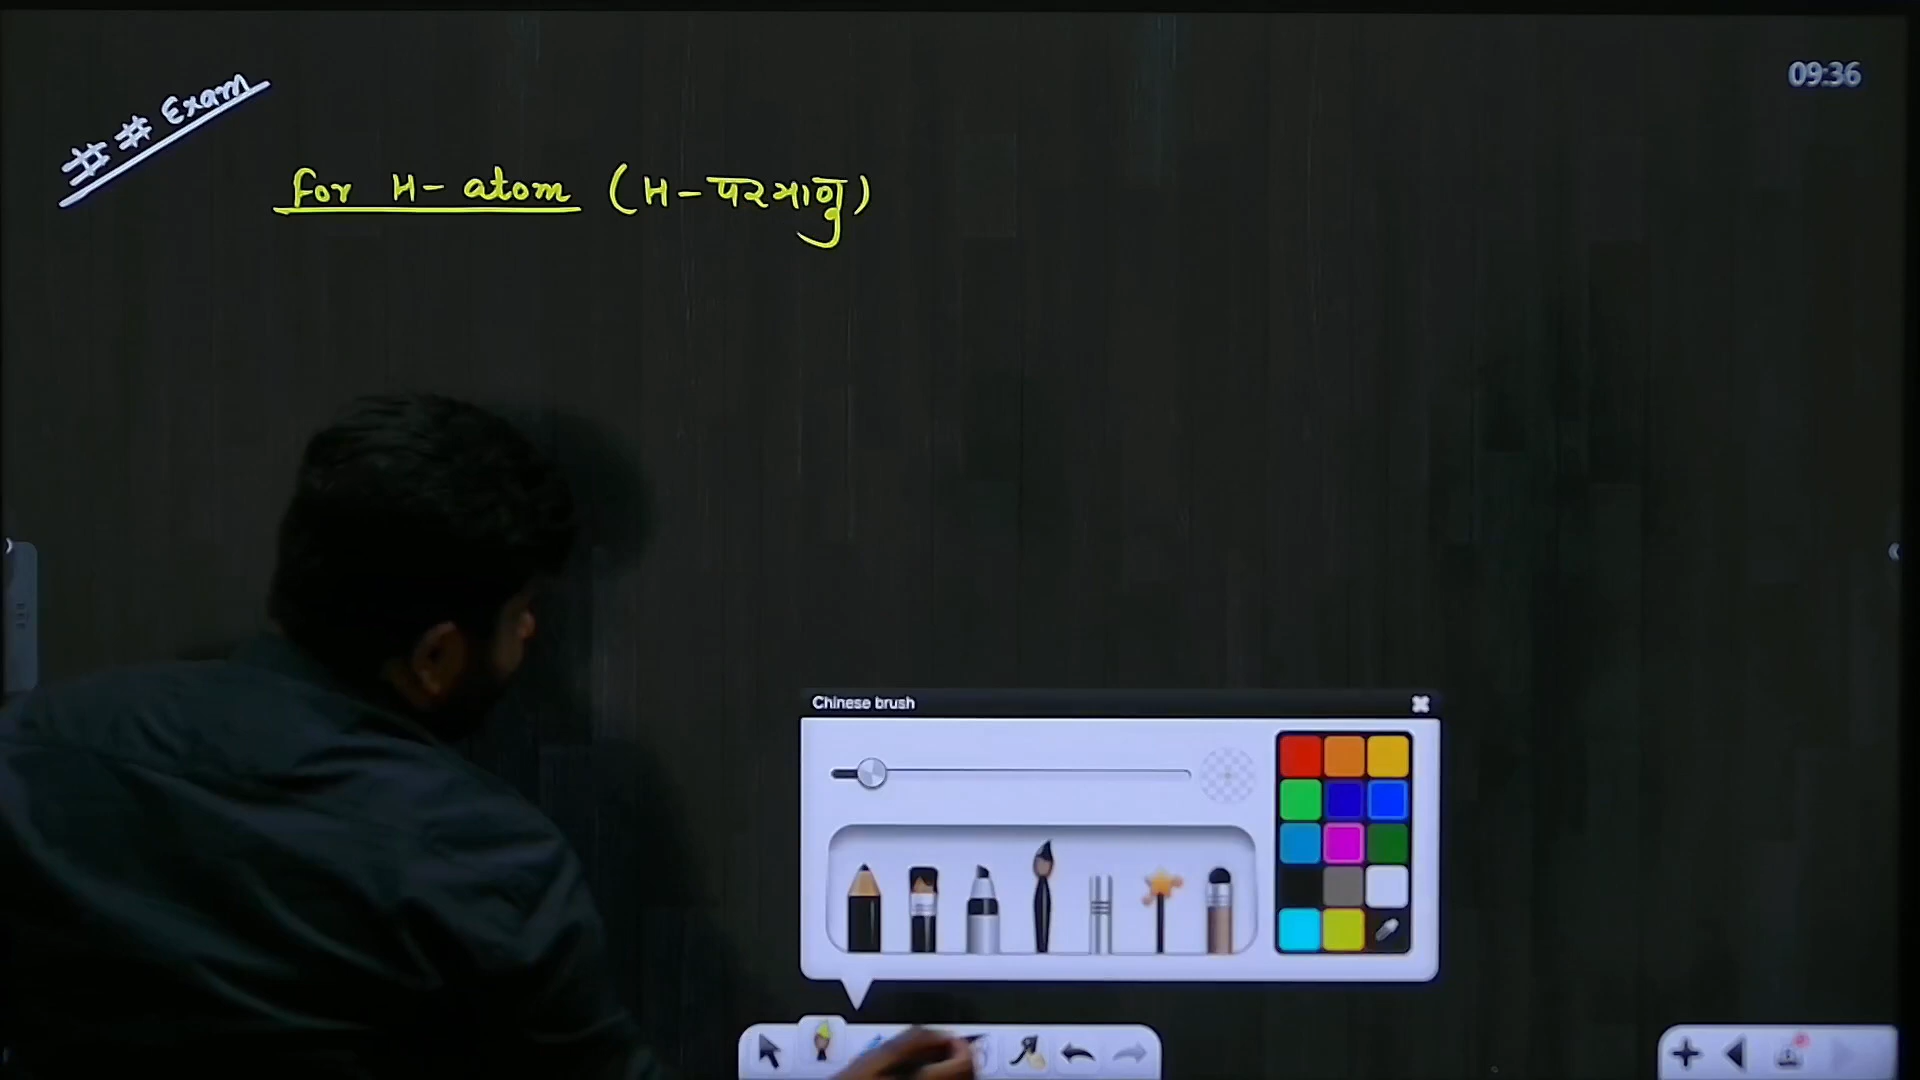 ## Exam
09:36
For H-atom (H-परमाणु)
Chinese brush